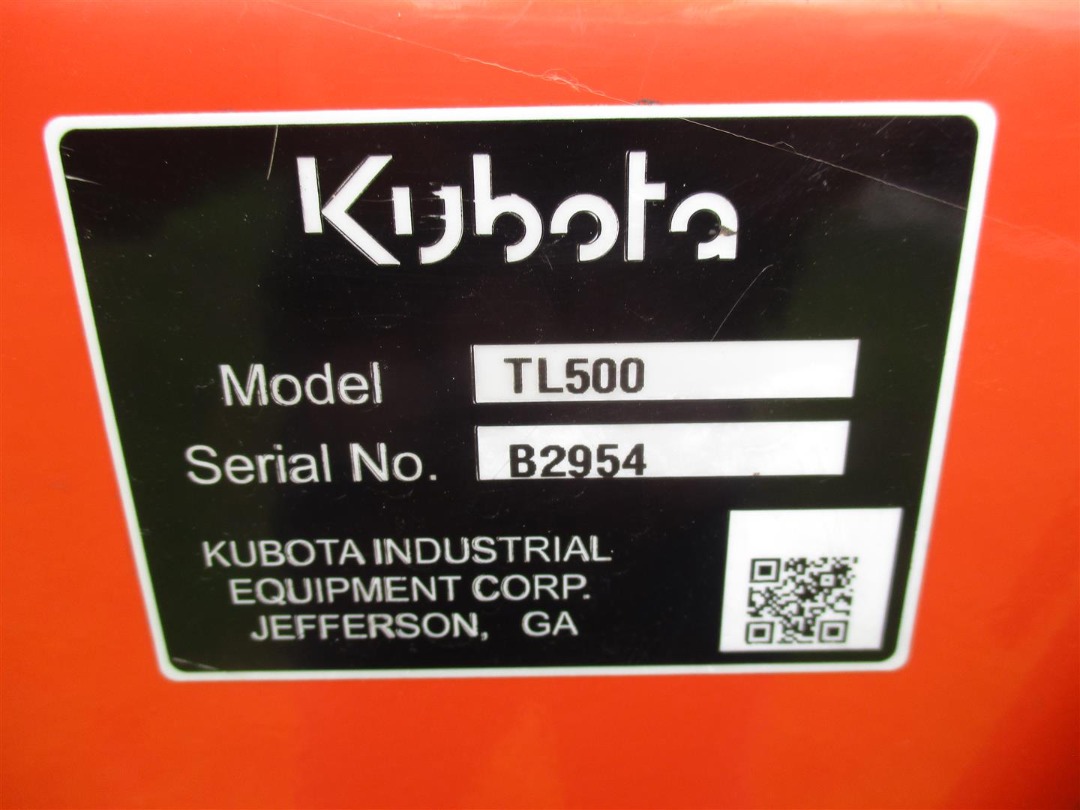 Kubota
Model TL500
Serial No. B2954
KUBOTA INDUSTRIAL
EQUIPMENT CORP.
JEFFERSON, GA